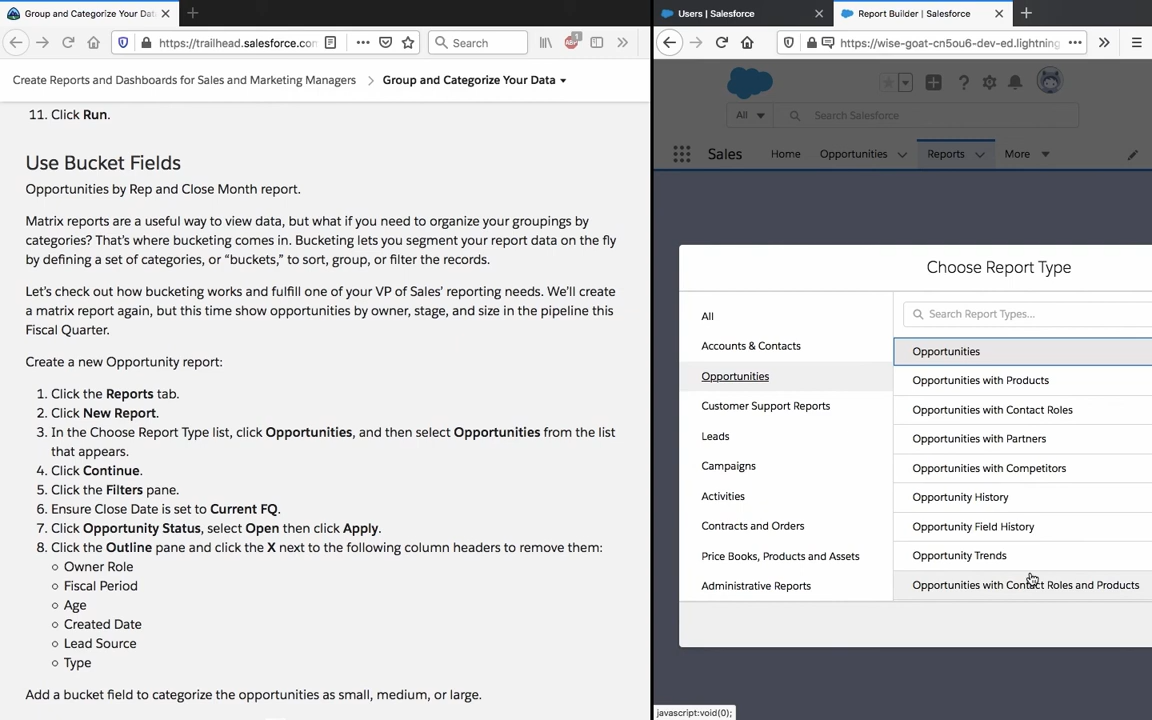 Group and Categorize Your Dat
Users | Salesforce
Report Builder | Salesforce
https://trailhead.salesforce.co
Search
1
https://wise-goat-cn5ou6-dev-ed.lightning
Create Reports and Dashboards for Sales and Marketing Managers
Group and Categorize Your Data
11. Click Run.
Use Bucket Fields
Opportunities by Rep and Close Month report.
Matrix reports are a useful way to view data, but what if you need to organize your groupings by
categories? That's where bucketing comes in. Bucketing lets you segment your report data on the fly
by defining a set of categories, or “buckets,” to sort, group, or filter the records.
Let's check out how bucketing works and fulfill one of your VP of Sales' reporting needs. We'll create
a matrix report again, but this time show opportunities by owner, stage, and size in the pipeline this
Fiscal Quarter.
Create a new Opportunity report:
1. Click the Reports tab.
2. Click New Report.
3. In the Choose Report Type list, click Opportunities, and then select Opportunities from the list
that appears.
4. Click Continue.
5. Click the Filters pane.
6. Ensure Close Date is set to Current FQ.
7. Click Opportunity Status, select Open then click Apply.
8. Click the Outline pane and click the X next to the following column headers to remove them:
Owner Role
Fiscal Period
Age
Created Date
Lead Source
Type
Add a bucket field to categorize the opportunities as small, medium, or large.
All
Search Salesforce
Sales
Home
Opportunities
Reports
More
Choose Report Type
All
Accounts & Contacts
Opportunities
Customer Support Reports
Leads
Campaigns
Activities
Contracts and Orders
Price Books, Products and Assets
Administrative Reports
Search Report Types...
Opportunities
Opportunities with Products
Opportunities with Contact Roles
Opportunities with Partners
Opportunities with Competitors
Opportunity History
Opportunity Field History
Opportunity Trends
Opportunities with Contact Roles and Products
javascript:void(0);